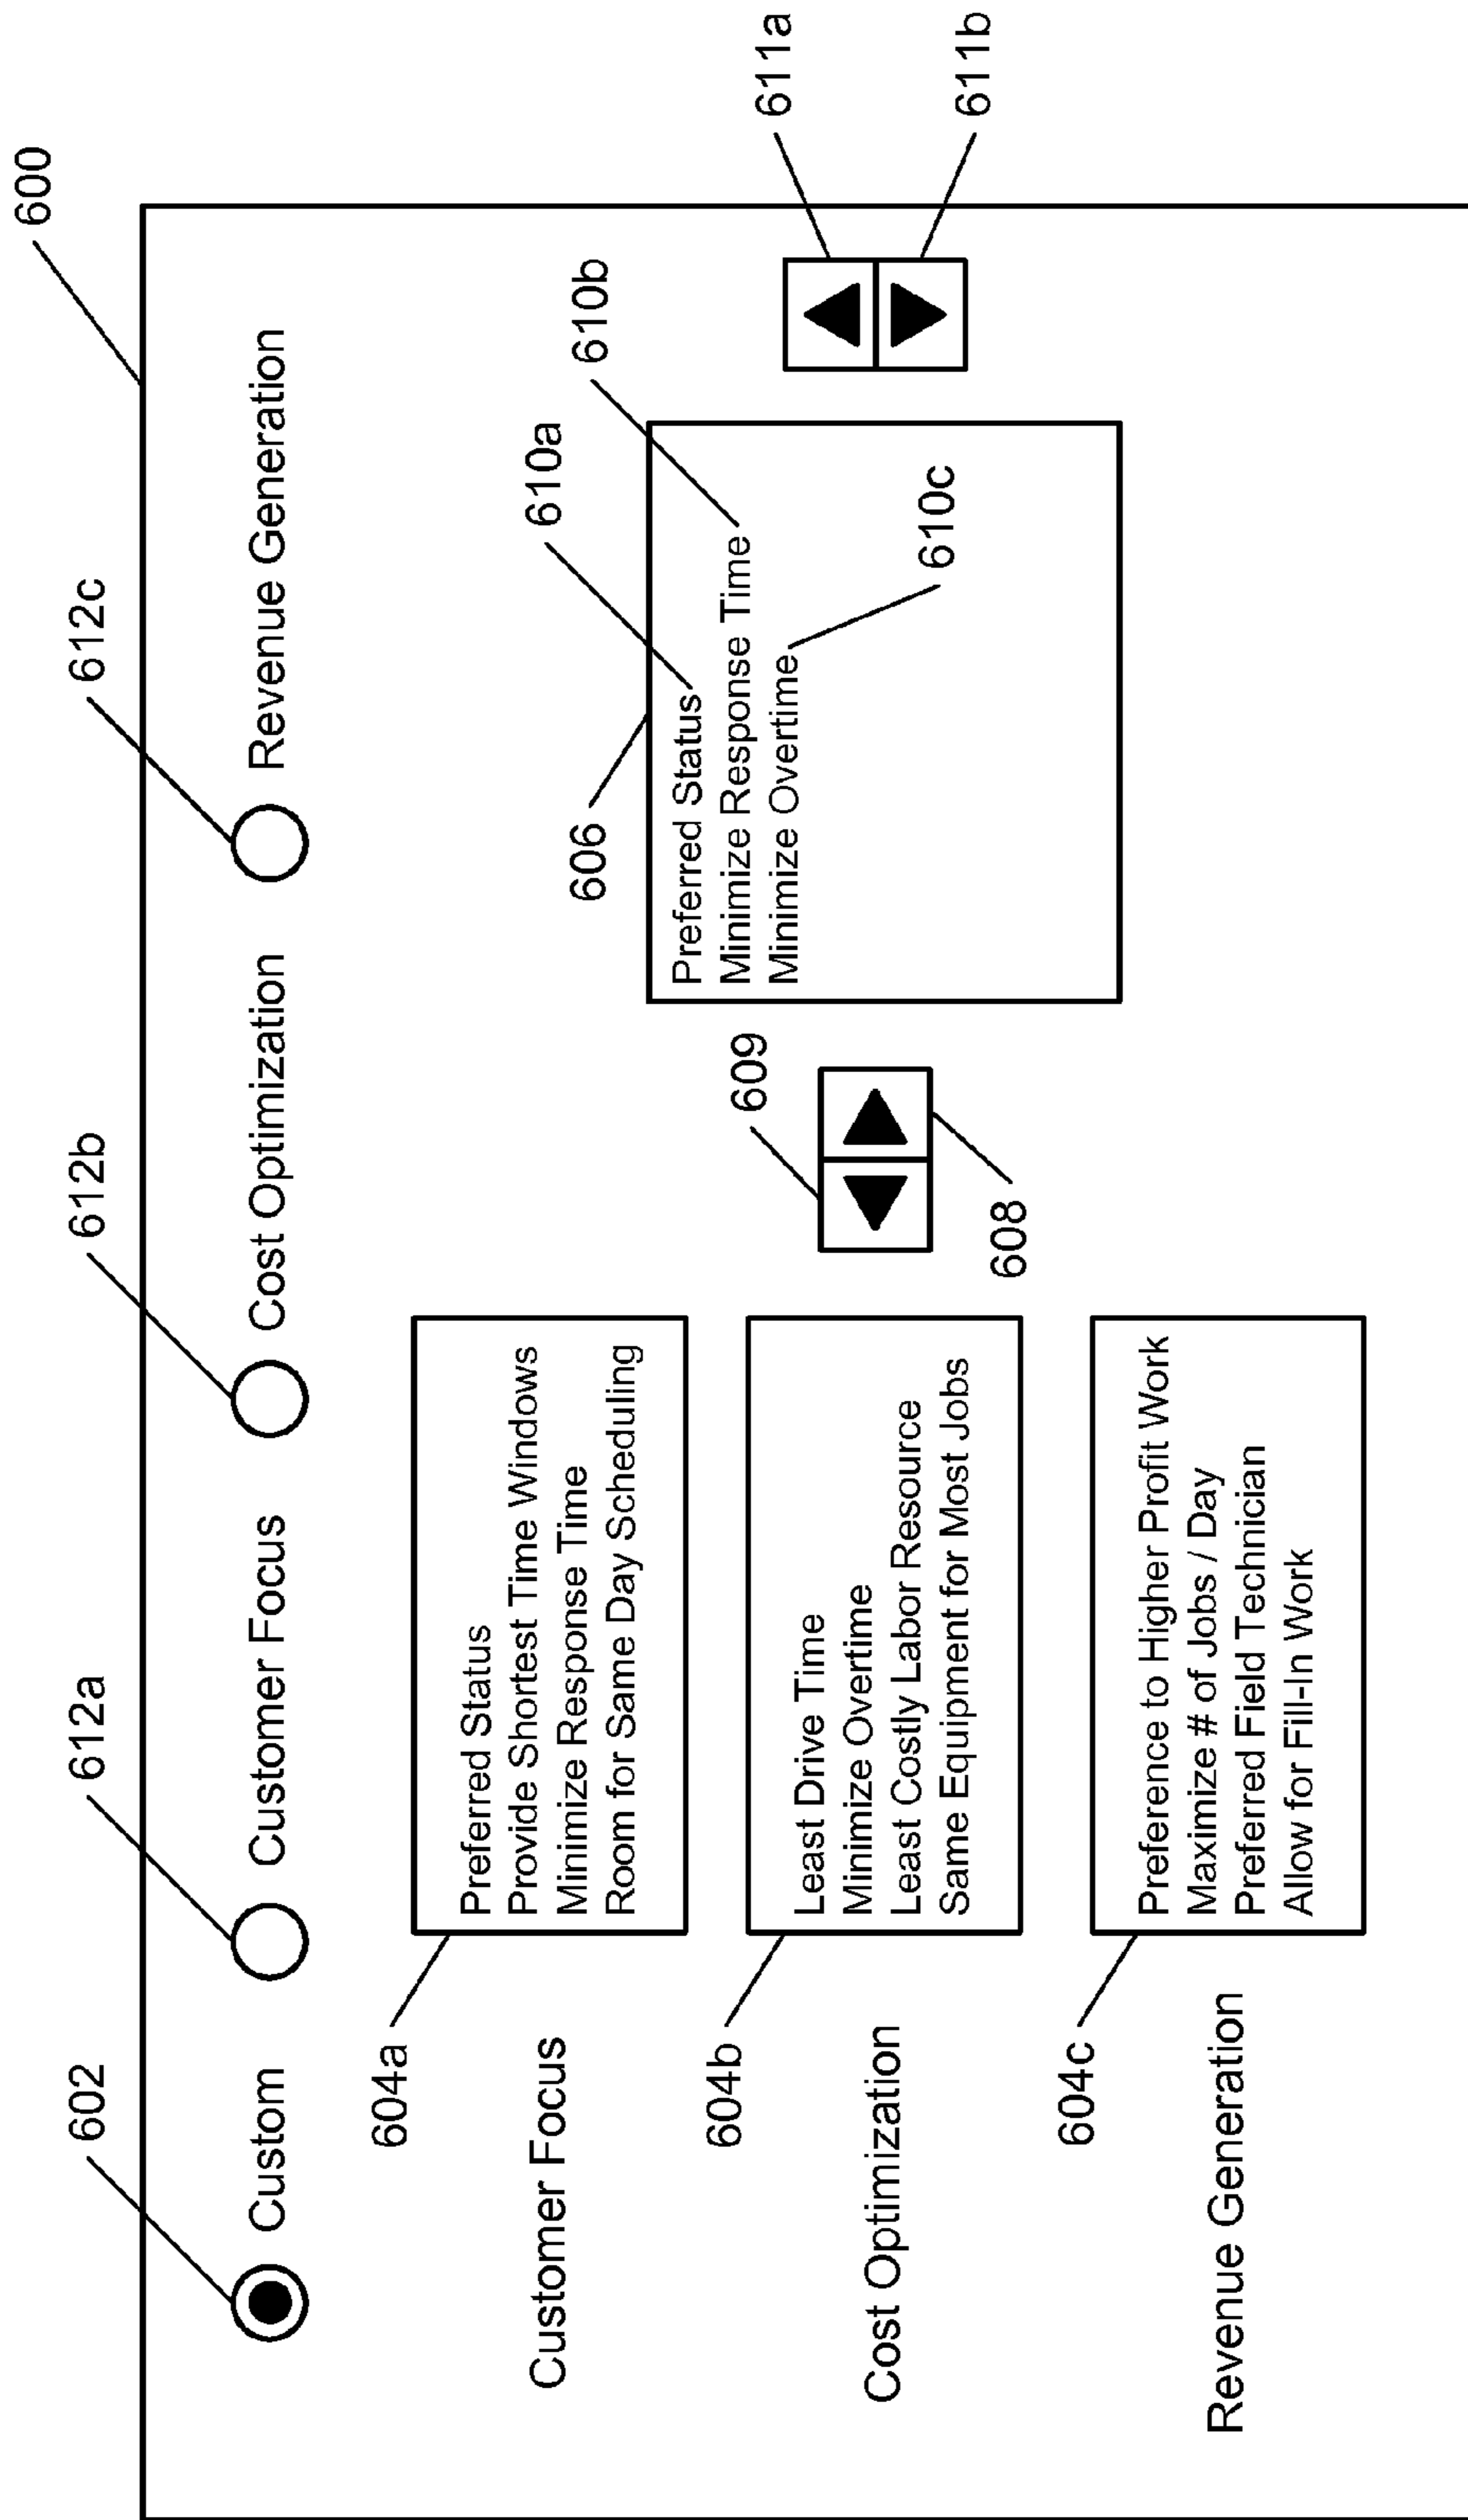 600
602
612a
612b
612c
Custom
Customer Focus
Cost Optimization
Revenue Generation
604a
Customer Focus
Preferred Status
Provide Shortest Time Windows
Minimize Response Time
Room for Same Day Scheduling
604b
Cost Optimization
Least Drive Time
Minimize Overtime
Least Costly Labor Resource
Same Equipment for Most Jobs
604c
Revenue Generation
Preference to Higher Profit Work
Maximize # of Jobs / Day
Preferred Field Technician
Allow for Fill-In Work
609
608
606
610a
610b
Preferred Status
Minimize Response Time
Minimize Overtime
610c
611a
611b